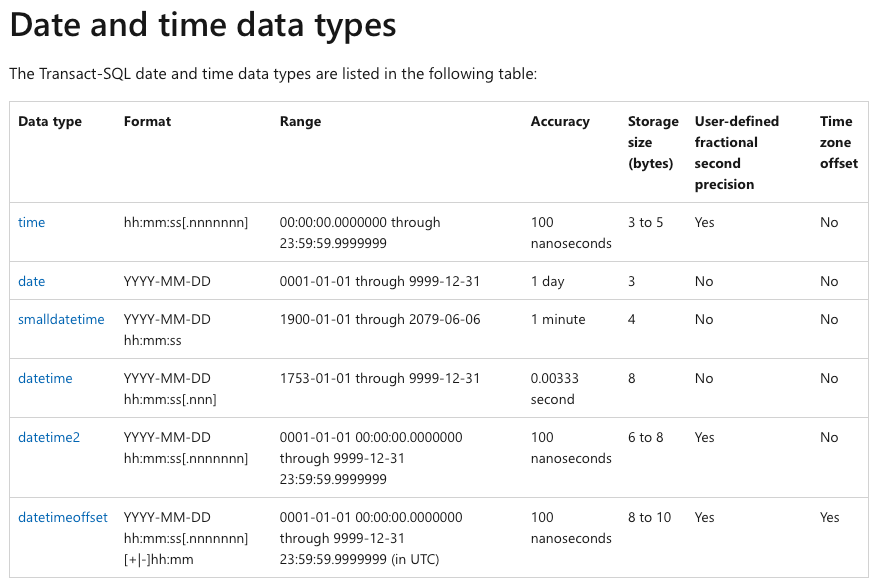 Date and time data types
The Transact-SQL date and time data types are listed in the following table:
Data type Format Range Accuracy Storage size (bytes) User-defined fractional second precision Time zone offset
time hh:mm:ss[.nnnnnnn] 00:00:00.0000000 through 23:59:59.9999999 100 nanoseconds 3 to 5 Yes No
date YYYY-MM-DD 0001-01-01 through 9999-12-31 1 day 3 No No
smalldatetime YYYY-MM-DD hh:mm:ss 1900-01-01 through 2079-06-06 1 minute 4 No No
datetime YYYY-MM-DD hh:mm:ss[.nnn] 1753-01-01 through 9999-12-31 0.00333 second 8 No No
datetime2 YYYY-MM-DD hh:mm:ss[.nnnnnnn] 0001-01-01 00:00:00.0000000 through 9999-12-31 23:59:59.9999999 100 nanoseconds 6 to 8 Yes No
datetimeoffset YYYY-MM-DD hh:mm:ss[.nnnnnnn] [+|-]hh:mm 0001-01-01 00:00:00.0000000 through 9999-12-31 23:59:59.9999999 (in UTC) 100 nanoseconds 8 to 10 Yes Yes